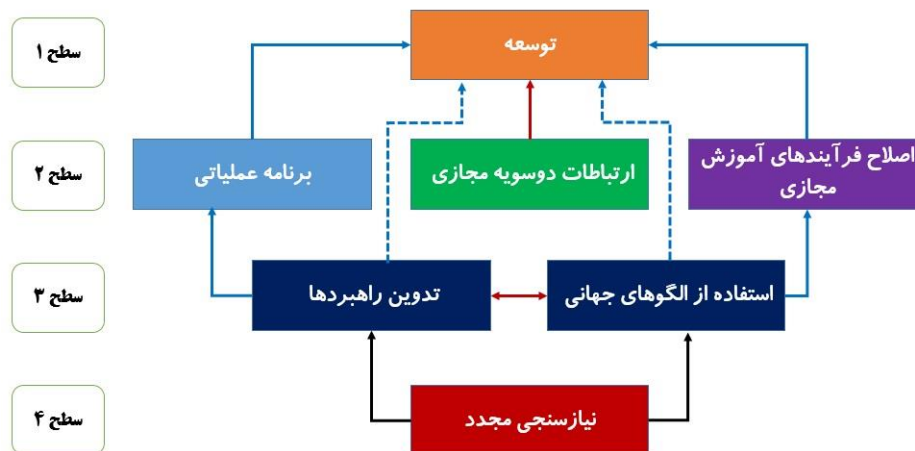 توسعه
سطح ۱
اصلاح فرآیندهای آموزش
مجازی
ارتباطات دوسویه مجازی
برنامه عملیاتی
سطح ۲
استفاده از الگوهای جهانی
تدوین راهبردها
سطح ۳
نیازسنجی مجدد
سطح ۴